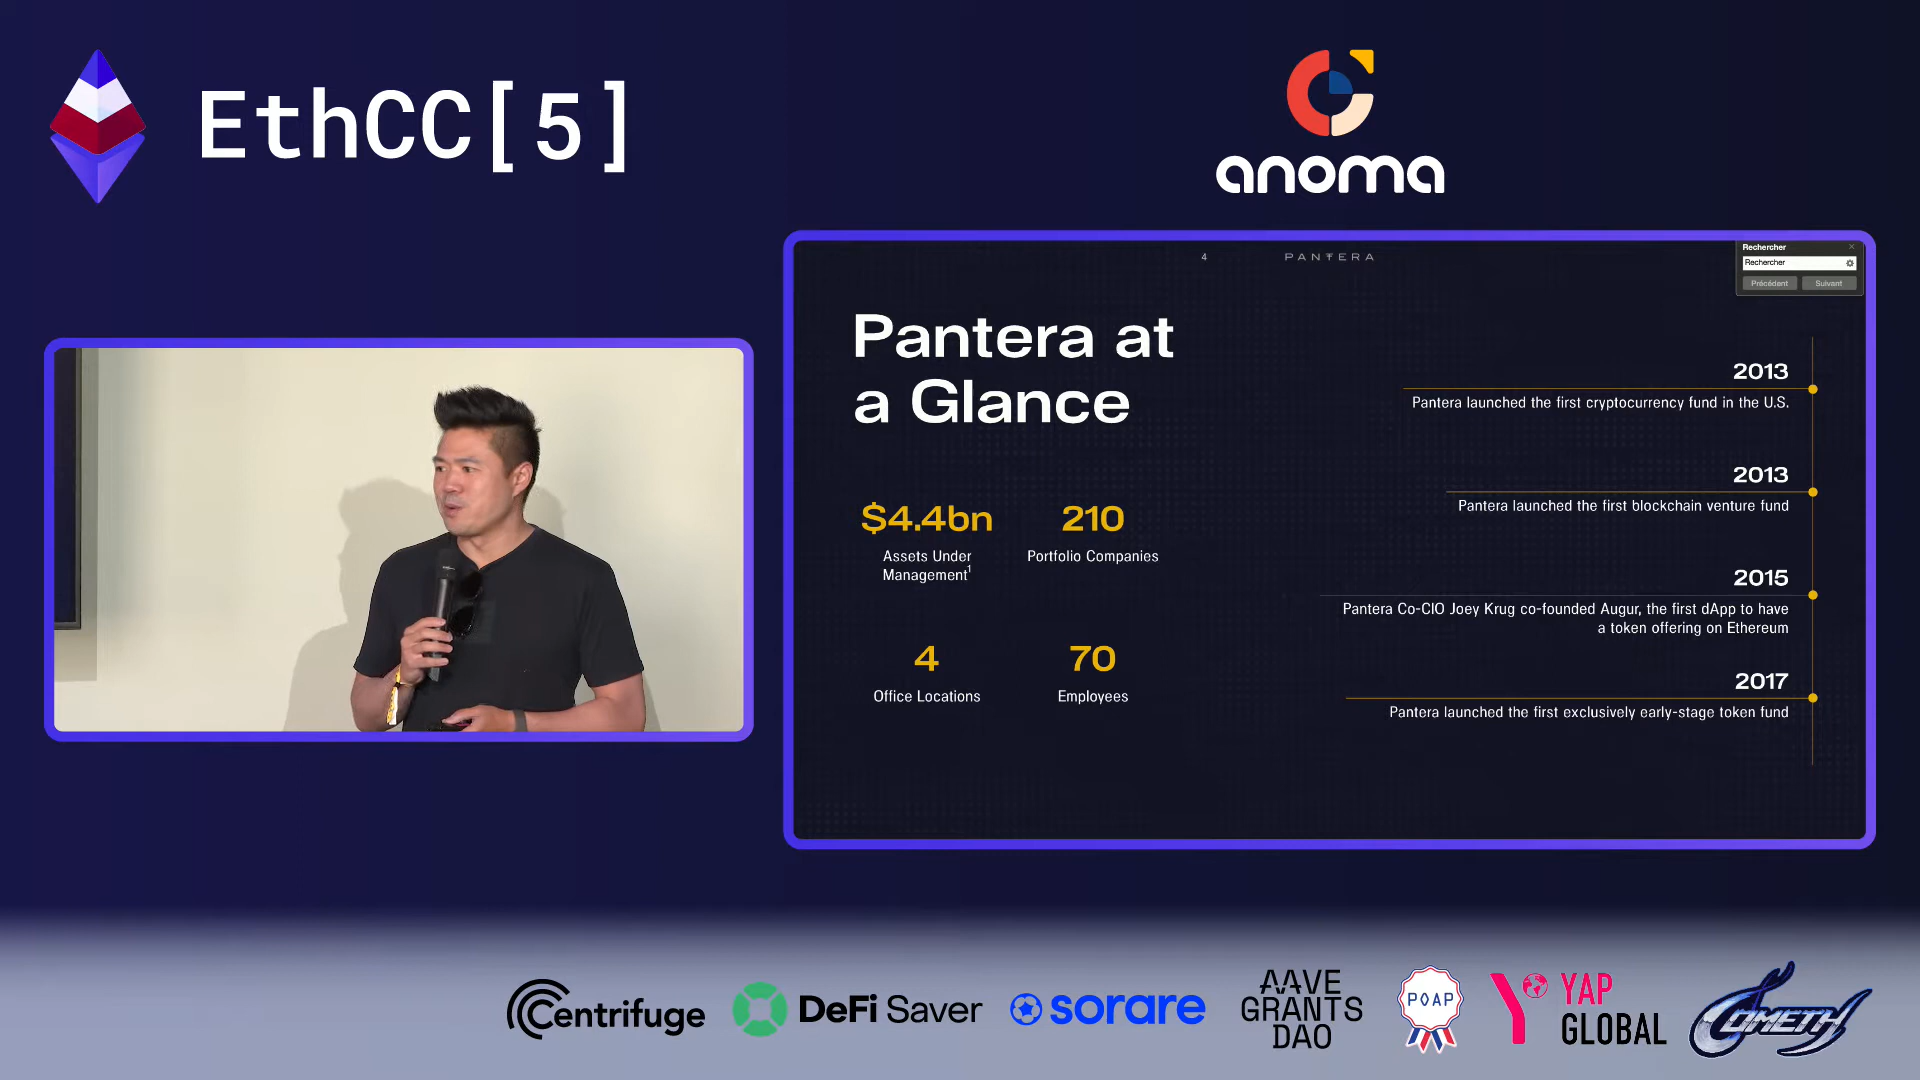 EthCC[5]
anoma
4
PANTERA
Rechercher
Rechercher
Précédent
Suivant
Pantera at
a Glance
$4.4bn
Assets Under
Management¹
210
Portfolio Companies
4
Office Locations
70
Employees
2013
Pantera launched the first cryptocurrency fund in the U.S.
2013
Pantera launched the first blockchain venture fund
2015
Pantera Co-CIO Joey Krug co-founded Augur, the first dApp to have
a token offering on Ethereum
2017
Pantera launched the first exclusively early-stage token fund
Centrifuge
DeFi Saver
sorare
AAVE
GRANTS
DAO
POAP
YAP
GLOBAL
COMETH